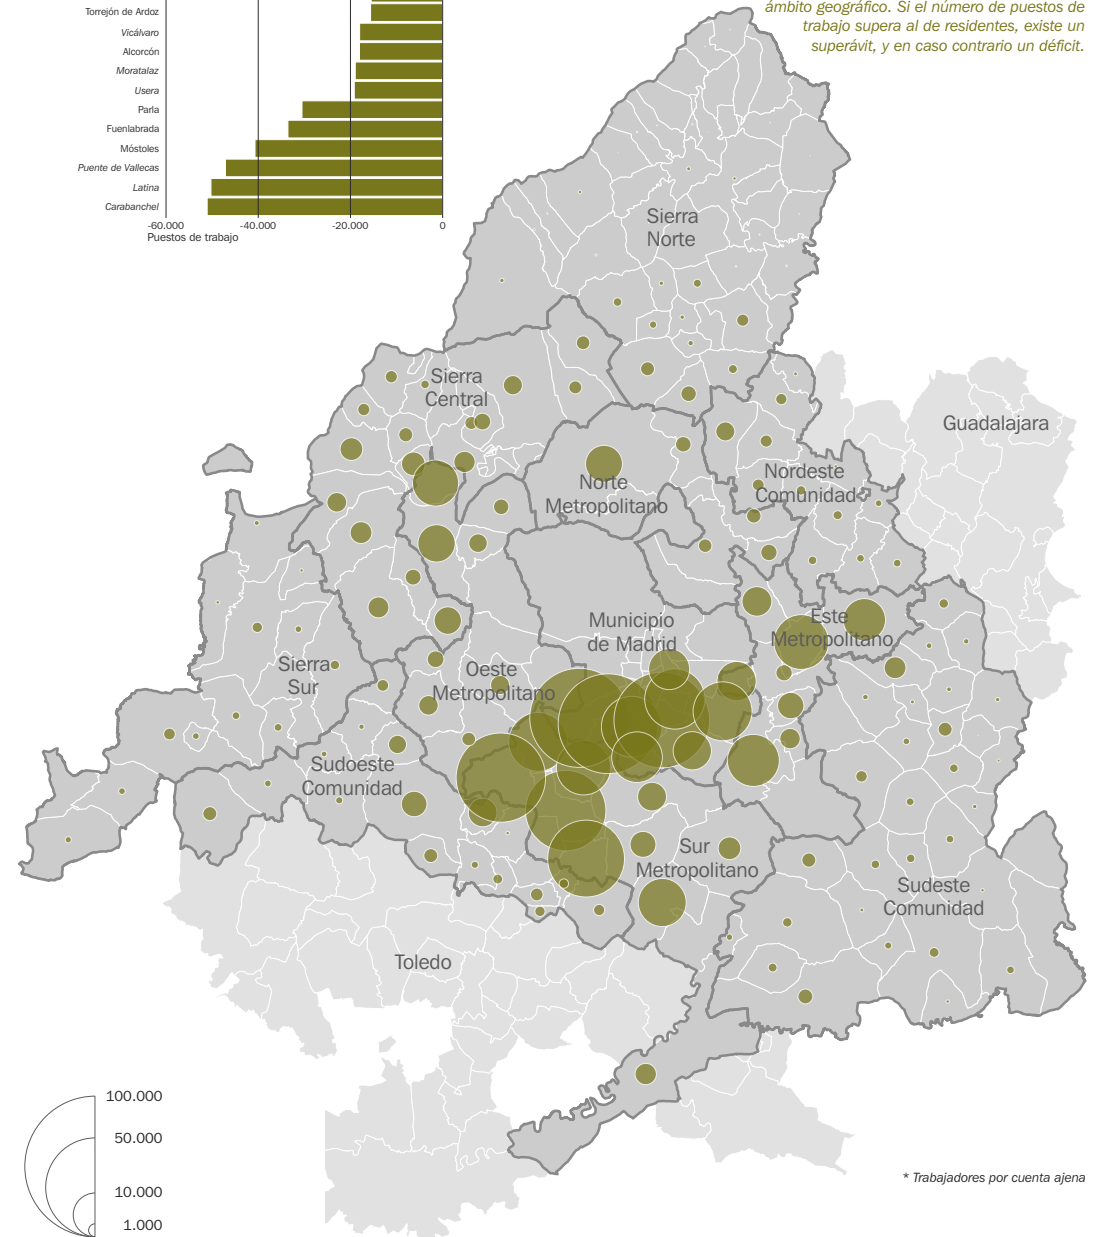 ámbito geográfico. Si el número de puestos de
trabajo supera al de residentes, existe un
superávit, y en caso contrario un déficit.
Torrejón de Ardoz
Vicálvaro
Alcorcón
Moratalaz
Usera
Parla
Fuenlabrada
Móstoles
Puente de Vallecas
Latina
Carabanchel
-60.000
-40.000
-20.000
0
Puestos de trabajo
Sierra
Norte
Sierra
Central
Guadalajara
Norte
Metropolitano
Nordeste
Comunidad
Municipio
de Madrid
Este
Metropolitano
Sierra
Sur
Oeste
Metropolitano
Sudoeste
Comunidad
Sur
Metropolitano
Sudeste
Comunidad
Toledo
100.000
50.000
10.000
1.000
* Trabajadores por cuenta ajena